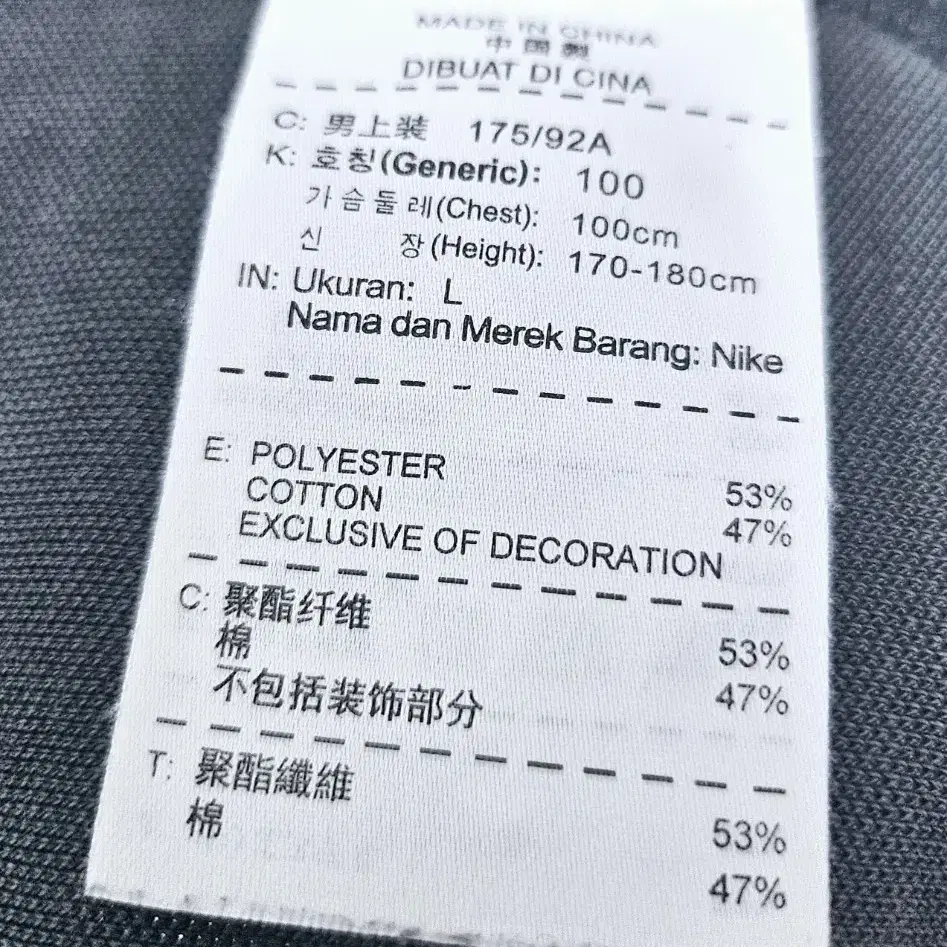 MADE IN CHINA
中國製
DIBUAT DI CINA
C: 男上裝 175/92A
K: 호칭(Generic): 100
가슴둘레(Chest): 100cm
신 장(Height): 170-180cm
IN: Ukuran: L
Nama dan Merek Barang: Nike
E: POLYESTER 53%
COTTON 47%
EXCLUSIVE OF DECORATION
C: 聚酯纤维 53%
棉 47%
不包括装饰部分
T: 聚酯纖維 53%
棉 47%